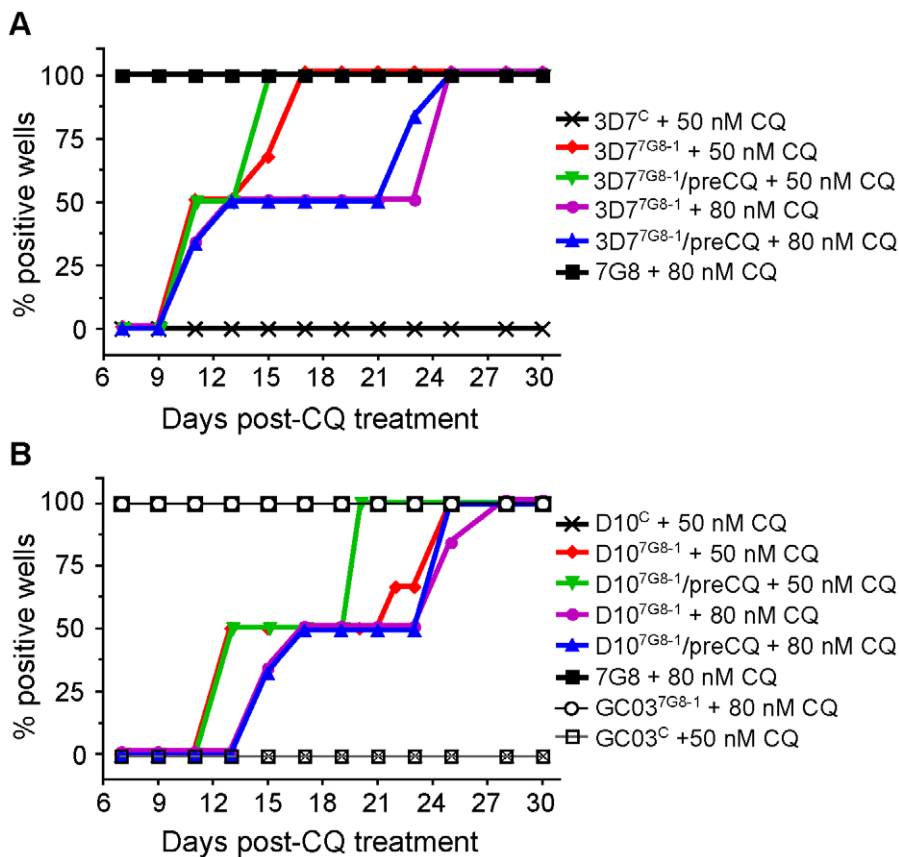 A
% positive wells
100
75
50
25
0
6 9 12 15 18 21 24 27 30
Days post-CQ treatment
3D7ᶜ + 50 nM CQ
3D7⁷ᴳ⁸⁻¹ + 50 nM CQ
3D7⁷ᴳ⁸⁻¹/preCQ + 50 nM CQ
3D7⁷ᴳ⁸⁻¹ + 80 nM CQ
3D7⁷ᴳ⁸⁻¹/preCQ + 80 nM CQ
7G8 + 80 nM CQ
B
% positive wells
100
75
50
25
0
6 9 12 15 18 21 24 27 30
Days post-CQ treatment
D10ᶜ + 50 nM CQ
D10⁷ᴳ⁸⁻¹ + 50 nM CQ
D10⁷ᴳ⁸⁻¹/preCQ + 50 nM CQ
D10⁷ᴳ⁸⁻¹ + 80 nM CQ
D10⁷ᴳ⁸⁻¹/preCQ + 80 nM CQ
7G8 + 80 nM CQ
GC03⁷ᴳ⁸⁻¹ + 80 nM CQ
GC03ᶜ +50 nM CQ